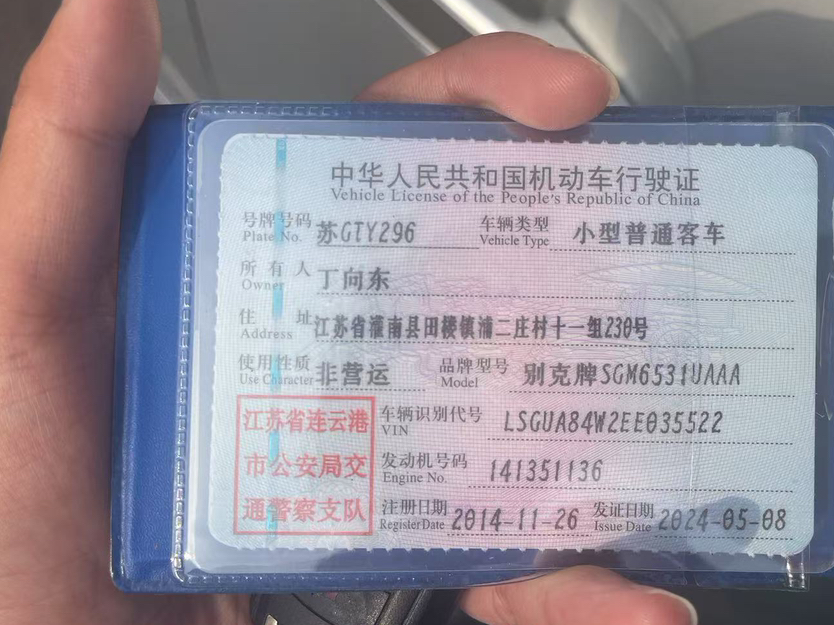 中华人民共和国机动车行驶证
Vehicle License of the People's Republic of China
号牌号码 苏GTY296 车辆类型 小型普通客车
Plate No. Vehicle Type
所有人 丁向东
Owner
住址 江苏省灌南县田楼镇浦二庄村十一组230号
Address
使用性质 非营运 品牌型号 别克牌SGM6531UAAA
Use Character Model
江苏省连云港 车辆识别代号 LSGUA84W2EE035522
VIN
市公安局交 发动机号码 141351136
Engine No.
通警察支队 注册日期 2014-11-26 发证日期 2024-05-08
Register Date Issue Date